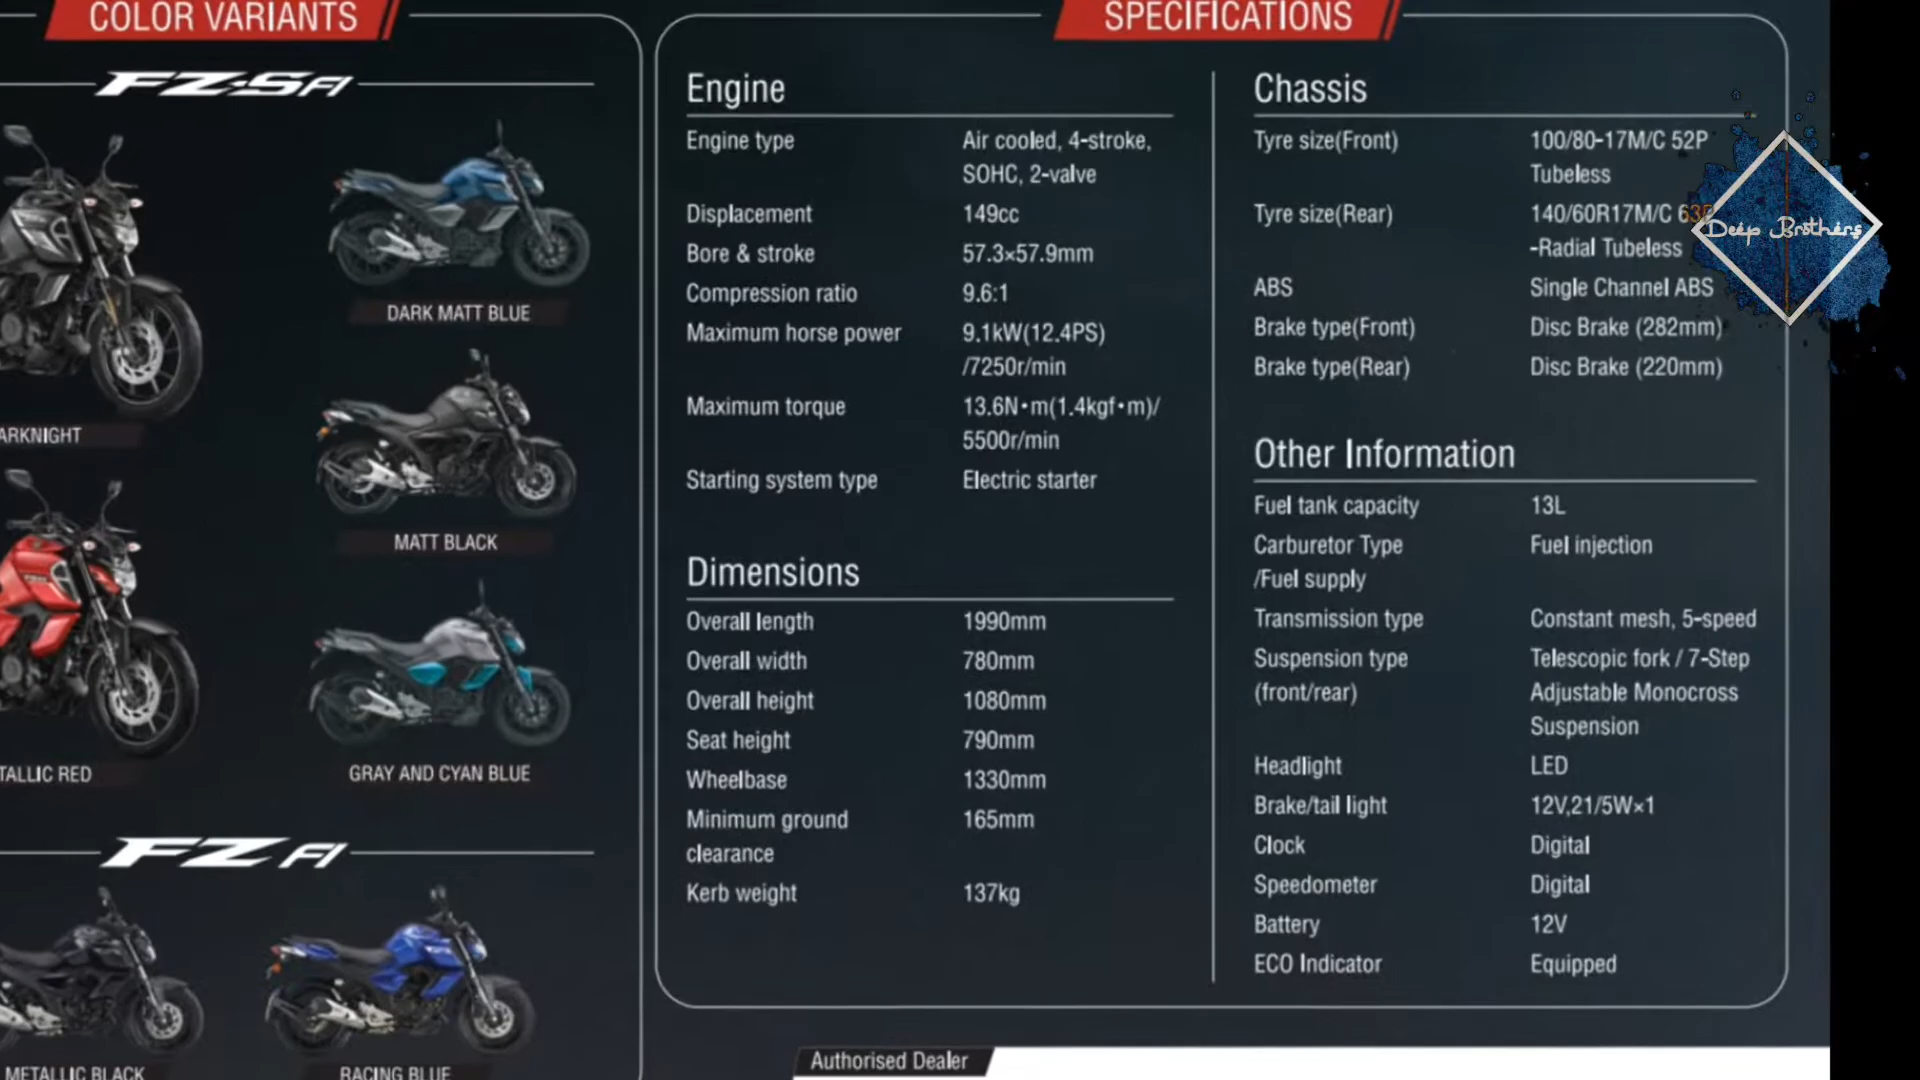 COLOR VARIANTS
FZ-S FI
DARK MATT BLUE
ARKNIGHT
MATT BLACK
TALLIC RED
GRAY AND CYAN BLUE
FZ FI
METALLIC BLACK
RACING BLUE
SPECIFICATIONS
Engine
Engine type Air cooled, 4-stroke,
SOHC, 2-valve
Displacement 149cc
Bore & stroke 57.3×57.9mm
Compression ratio 9.6:1
Maximum horse power 9.1kW(12.4PS)
/7250r/min
Maximum torque 13.6N·m(1.4kgf·m)/
5500r/min
Starting system type Electric starter
Dimensions
Overall length 1990mm
Overall width 780mm
Overall height 1080mm
Seat height 790mm
Wheelbase 1330mm
Minimum ground 165mm
clearance
Kerb weight 137kg
Chassis
Tyre size(Front) 100/80-17M/C 52P
Tubeless
Tyre size(Rear) 140/60R17M/C 63P
-Radial Tubeless
ABS Single Channel ABS
Brake type(Front) Disc Brake (282mm)
Brake type(Rear) Disc Brake (220mm)
Other Information
Fuel tank capacity 13L
Carburetor Type Fuel injection
/Fuel supply
Transmission type Constant mesh, 5-speed
Suspension type Telescopic fork / 7-Step
(front/rear) Adjustable Monocross
Suspension
Headlight LED
Brake/tail light 12V,21/5W×1
Clock Digital
Speedometer Digital
Battery 12V
ECO Indicator Equipped
Authorised Dealer
Deep Brothers